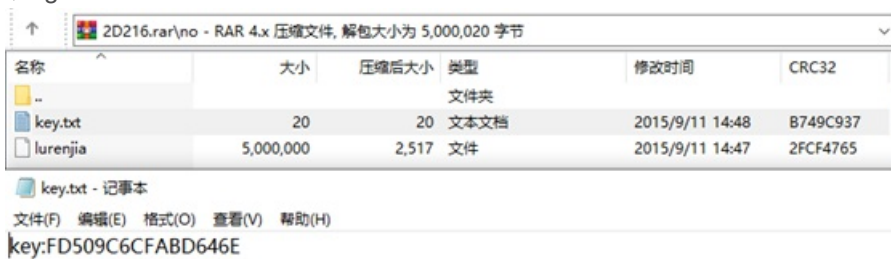 2D216.rar\no - RAR 4.x 压缩文件, 解包大小为 5,000,020 字节
名称 大小 压缩后大小 类型 修改时间 CRC32
.. 文件夹
key.txt 20 20 文本文档 2015/9/11 14:48 B749C937
lurenjia 5,000,000 2,517 文件 2015/9/11 14:47 2FCF4765
key.txt - 记事本
文件(F) 编辑(E) 格式(O) 查看(V) 帮助(H)
key:FD509C6CFABD646E